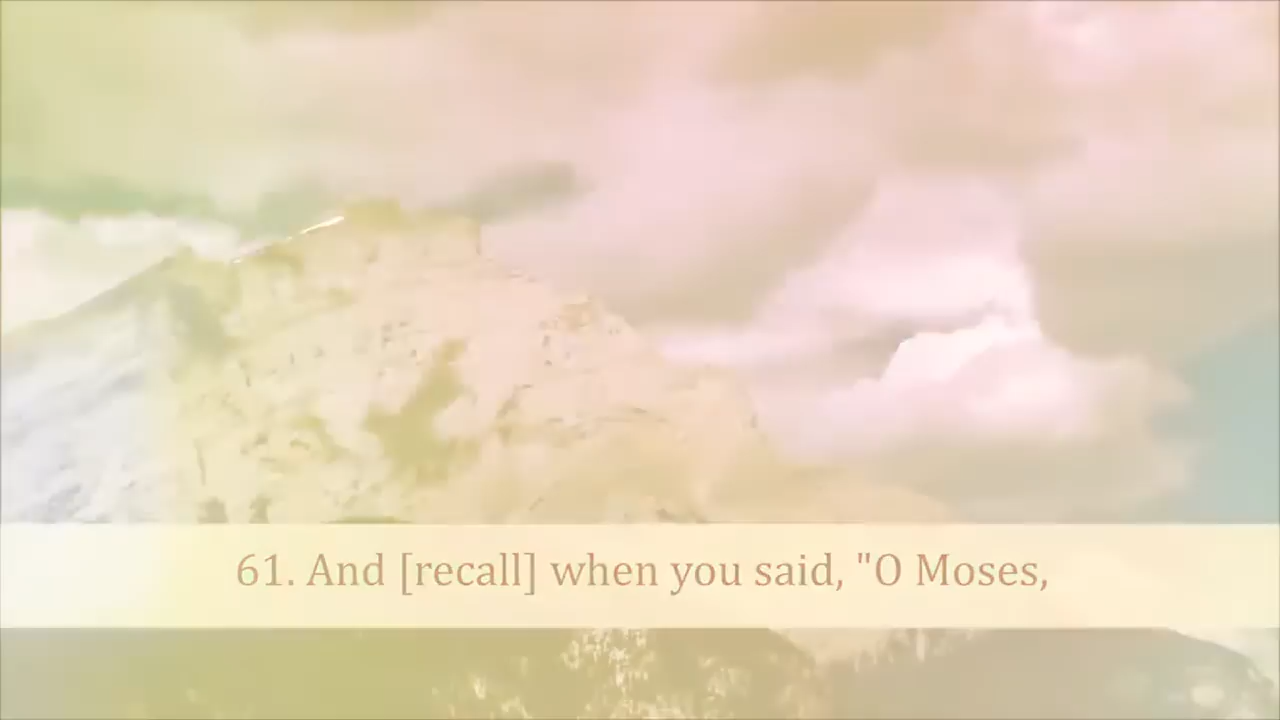 61. And [recall] when you said, "O Moses,